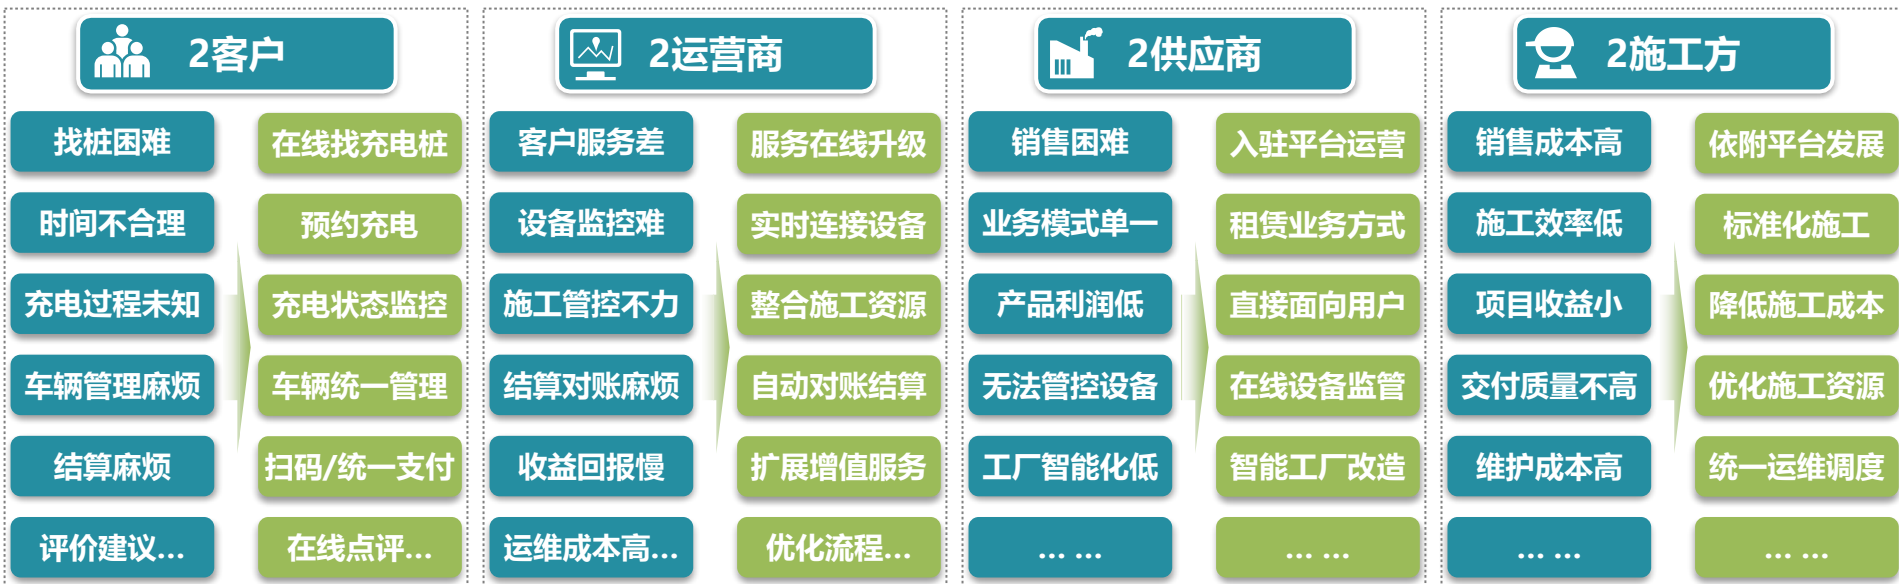 2客户
找桩困难
在线找充电桩
时间不合理
预约充电
充电过程未知
充电状态监控
车辆管理麻烦
车辆统一管理
结算麻烦
扫码/统一支付
评价建议...
在线点评...
2运营商
客户服务差
服务在线升级
设备监控难
实时连接设备
施工管控不力
整合施工资源
结算对账麻烦
自动对账结算
收益回报慢
扩展增值服务
运维成本高...
优化流程...
2供应商
销售困难
入驻平台运营
业务模式单一
租赁业务方式
产品利润低
直接面向用户
无法管控设备
在线设备监管
工厂智能化低
智能工厂改造
... ...
... ...
2施工方
销售成本高
依附平台发展
施工效率低
标准化施工
项目收益小
降低施工成本
交付质量不高
优化施工资源
维护成本高
统一运维调度
... ...
... ...